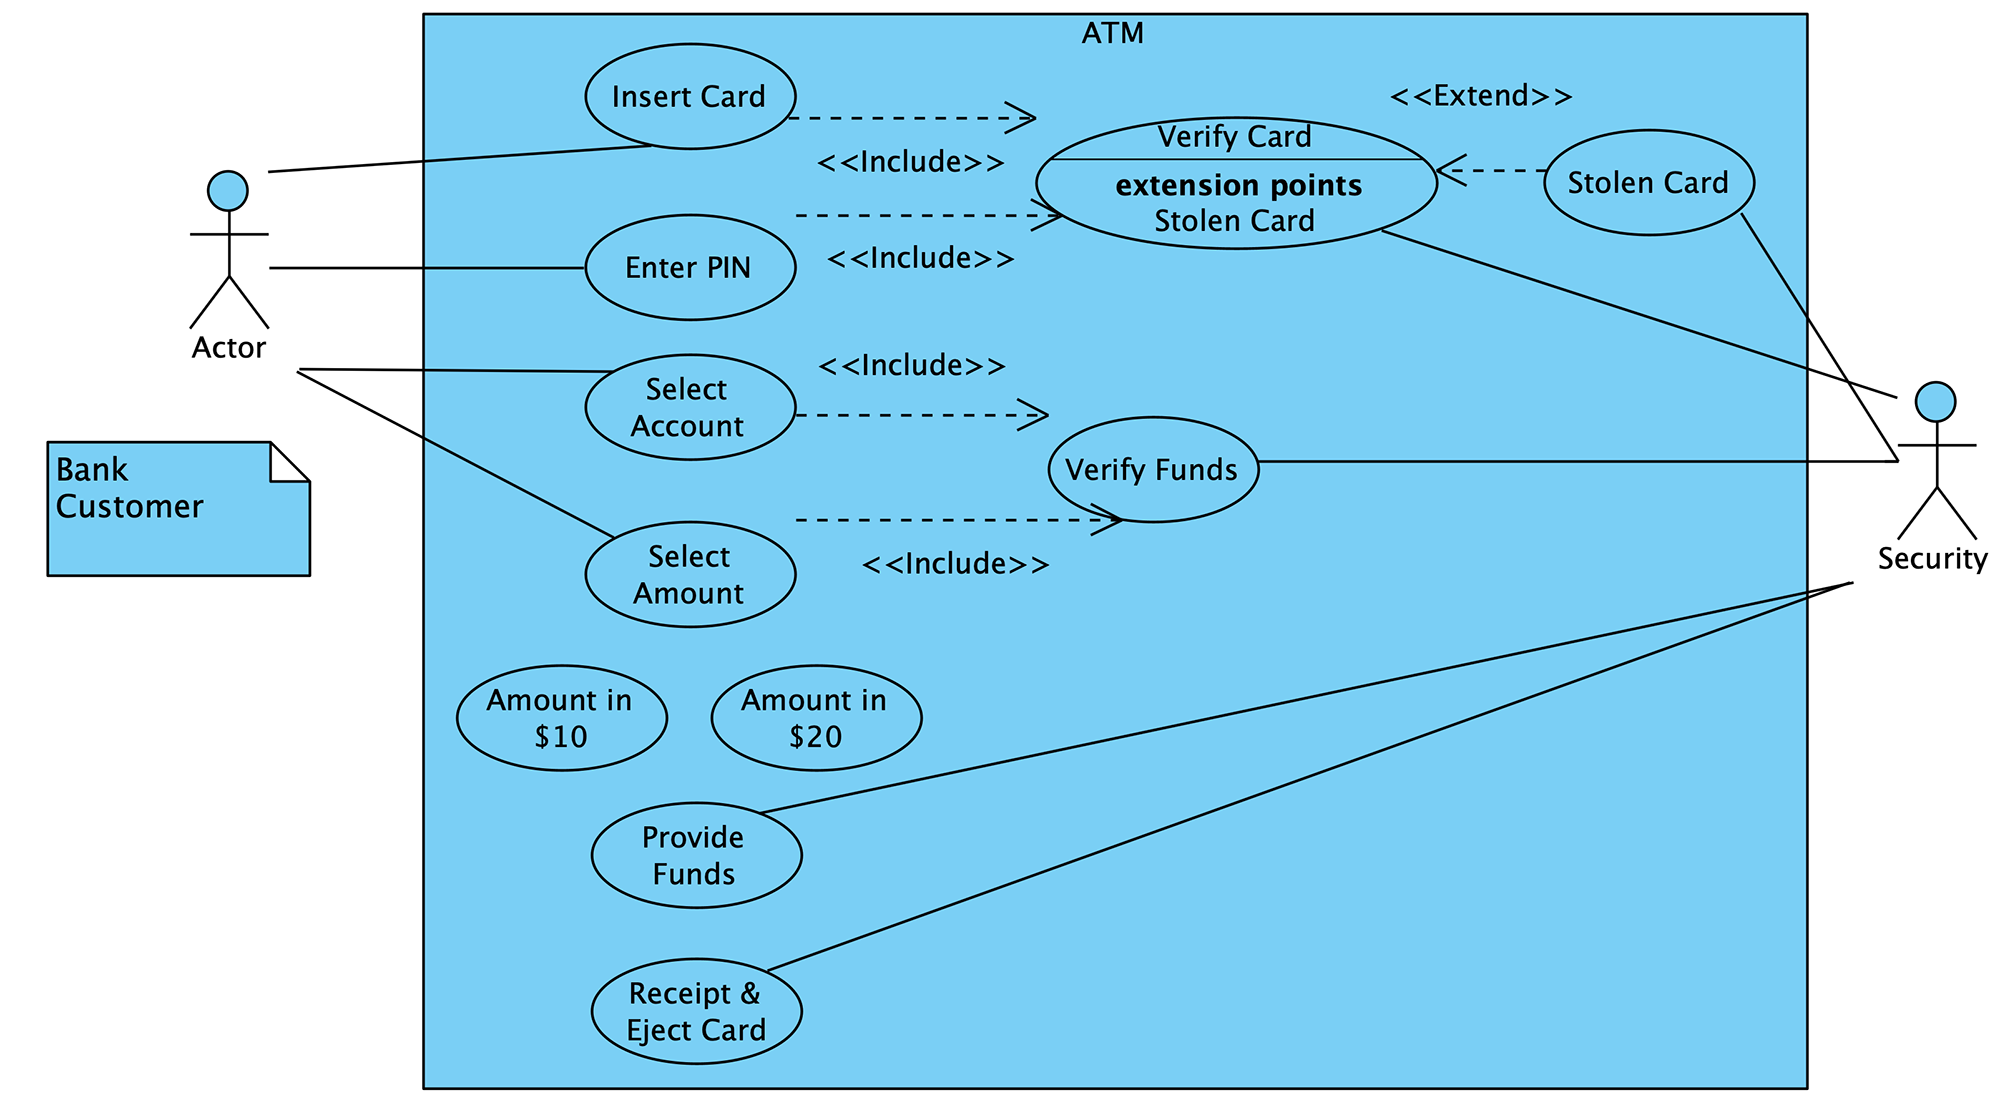 ATM
Insert Card
<<Include>>
Verify Card
extension points
Stolen Card
<<Extend>>
Stolen Card
Enter PIN
<<Include>>
Actor
Select
Account
<<Include>>
Verify Funds
Bank
Customer
Select
Amount
<<Include>>
Security
Amount in
$10
Amount in
$20
Provide
Funds
Receipt &
Eject Card